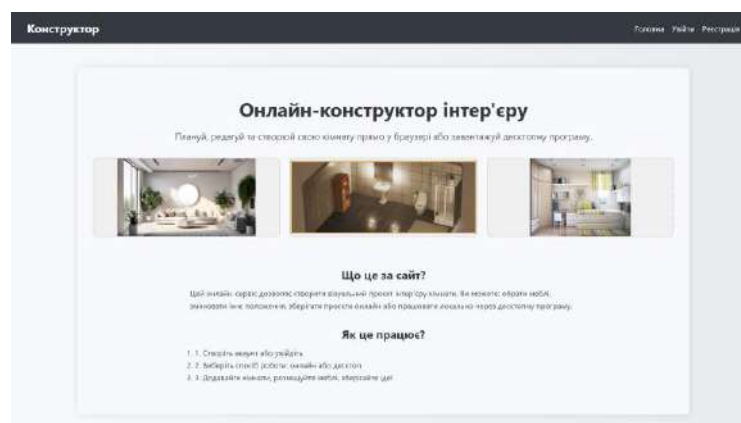 Конструктор
Головна Увійти Реєстрація
Онлайн-конструктор інтер'єру
Плануй, редагуй та створюй свою кімнату прямо у браузері або завантажуй десктопну програму.
Що це за сайт?
Цей онлайн-сервіс дозволяє створити візуальний проєкт інтер'єру кімнати. Ви можете: обрати меблі,
змінювати їхнє положення, зберігати проєкти онлайн або працювати локально через десктопну програму.
Як це працює?
1. 1. Створіть акаунт або увійдіть
2. 2. Виберіть спосіб роботи: онлайн або десктоп
3. 3. Додавайте кімнати, розміщуйте меблі, зберігайте ідеї